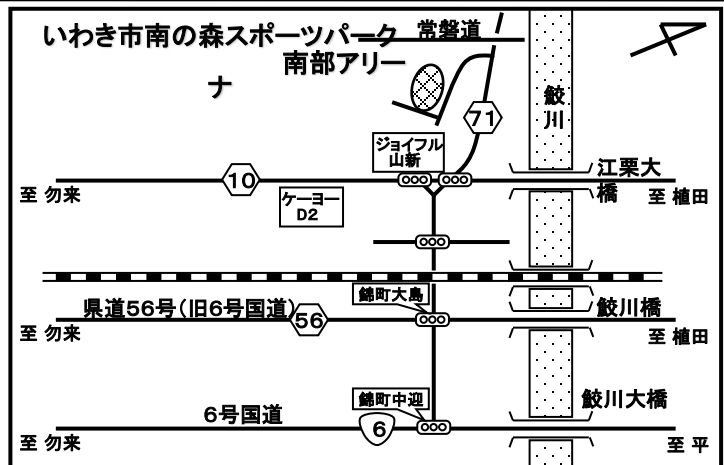 いわき市南の森スポーツパーク
南部アリー
ナ
常磐道
鮫川
71
ジョイフル
山新
江栗大
橋
10
至 勿来
至 植田
ケーヨー
D2
錦町大島
県道56号(旧6号国道)
56
鮫川橋
至 勿来
至 植田
錦町中迎
鮫川大橋
6号国道
6
至 勿来
至 平